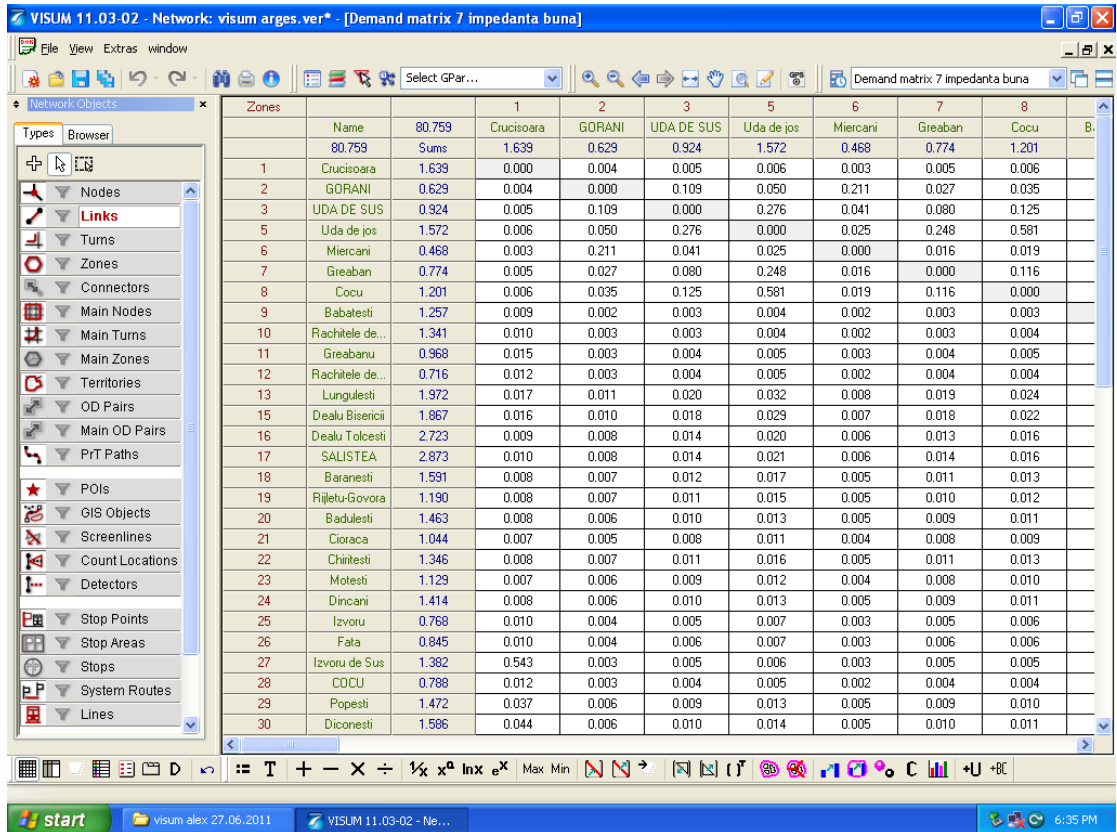 VISUM 11.03-02 - Network: visum arges.ver* - [Demand matrix 7 impedanta buna]
File View Extras window
Select GPar... Demand matrix 7 impedanta buna
Network Objects
Types Browser
Nodes
Links
Turns
Zones
Connectors
Main Nodes
Main Turns
Main Zones
Territories
OD Pairs
Main OD Pairs
PrT Paths
POIs
GIS Objects
Screenlines
Count Locations
Detectors
Stop Points
Stop Areas
Stops
System Routes
Lines
Zones 1 2 3 5 6 7 8
Name 80.759 Crucisoara GORANI UDA DE SUS Uda de jos Miercani Greaban Cocu B.
80.759 Sums 1.639 0.629 0.924 1.572 0.468 0.774 1.201
1 Crucisoara 1.639 0.000 0.004 0.005 0.006 0.003 0.005 0.006
2 GORANI 0.629 0.004 0.000 0.109 0.050 0.211 0.027 0.035
3 UDA DE SUS 0.924 0.005 0.109 0.000 0.276 0.041 0.080 0.125
5 Uda de jos 1.572 0.006 0.050 0.276 0.000 0.025 0.248 0.581
6 Miercani 0.468 0.003 0.211 0.041 0.025 0.000 0.016 0.019
7 Greaban 0.774 0.005 0.027 0.080 0.248 0.016 0.000 0.116
8 Cocu 1.201 0.006 0.035 0.125 0.581 0.019 0.116 0.000
9 Babatesti 1.257 0.009 0.002 0.003 0.004 0.002 0.003 0.003
10 Rachitele de... 1.341 0.010 0.003 0.003 0.004 0.002 0.003 0.004
11 Greabanu 0.968 0.015 0.003 0.004 0.005 0.003 0.004 0.005
12 Rachitele de... 0.716 0.012 0.003 0.004 0.005 0.002 0.004 0.004
13 Lungulesti 1.972 0.017 0.011 0.020 0.032 0.008 0.019 0.024
15 Dealu Bisericii 1.867 0.016 0.010 0.018 0.029 0.007 0.018 0.022
16 Dealu Tolcesti 2.723 0.009 0.008 0.014 0.020 0.006 0.013 0.016
17 SALISTEA 2.873 0.010 0.008 0.014 0.021 0.006 0.014 0.016
18 Baranesti 1.591 0.008 0.007 0.012 0.017 0.005 0.011 0.013
19 Rijletu-Govora 1.190 0.008 0.007 0.011 0.015 0.005 0.010 0.012
20 Badulesti 1.463 0.008 0.006 0.010 0.013 0.005 0.009 0.011
21 Cioraca 1.044 0.007 0.005 0.008 0.011 0.004 0.008 0.009
22 Chiritesti 1.346 0.008 0.007 0.011 0.016 0.005 0.011 0.013
23 Motesti 1.129 0.007 0.006 0.009 0.012 0.004 0.008 0.010
24 Dincani 1.414 0.008 0.006 0.010 0.013 0.005 0.009 0.011
25 Izvoru 0.768 0.010 0.004 0.005 0.007 0.003 0.005 0.006
26 Fata 0.845 0.010 0.004 0.006 0.007 0.003 0.006 0.006
27 Izvoru de Sus 1.382 0.543 0.003 0.005 0.006 0.003 0.005 0.005
28 COCU 0.788 0.012 0.003 0.004 0.005 0.002 0.004 0.004
29 Popesti 1.472 0.037 0.006 0.009 0.013 0.005 0.009 0.010
30 Diconesti 1.586 0.044 0.006 0.010 0.014 0.005 0.010 0.011
D T + − × ÷ ¹⁄x xᵃ lnx eˣ Max Min C +U +BC
start visum alex 27.06.2011 VISUM 11.03-02 - Ne... 6:35 PM